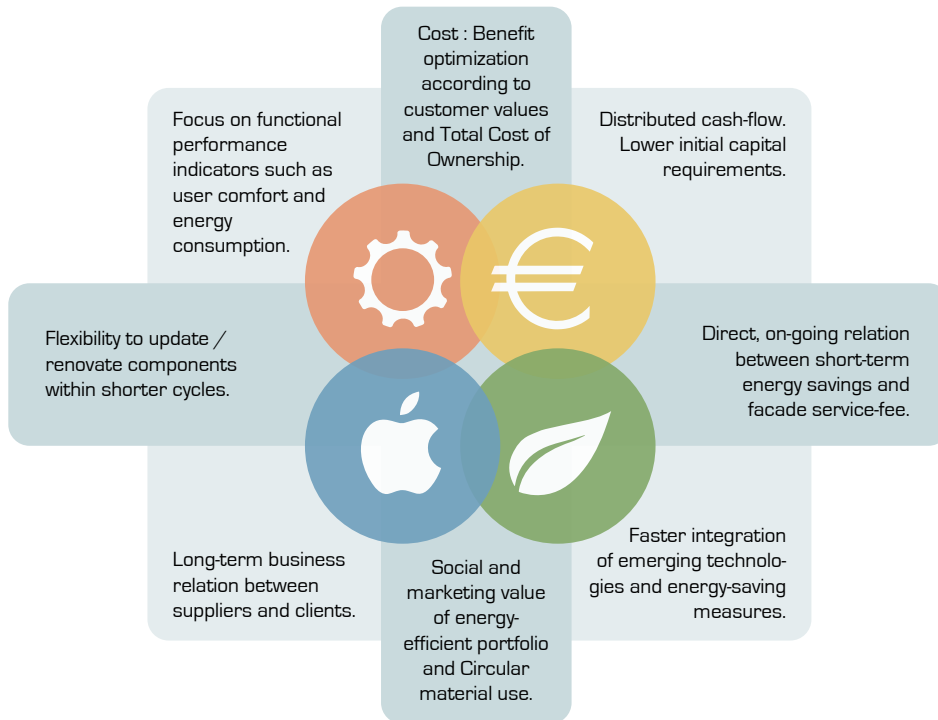 Cost : Benefit
optimization
according to
customer values
and Total Cost of
Ownership.
Focus on functional
performance
indicators such as
user comfort and
energy
consumption.
Distributed cash-flow.
Lower initial capital
requirements.
€
Flexibility to update /
renovate components
within shorter cycles.
Direct, on-going relation
between short-term
energy savings and
facade service-fee.
Long-term business
relation between
suppliers and clients.
Social and
marketing value
of energy-
efficient portfolio
and Circular
material use.
Faster integration
of emerging technolo-
gies and energy-saving
measures.